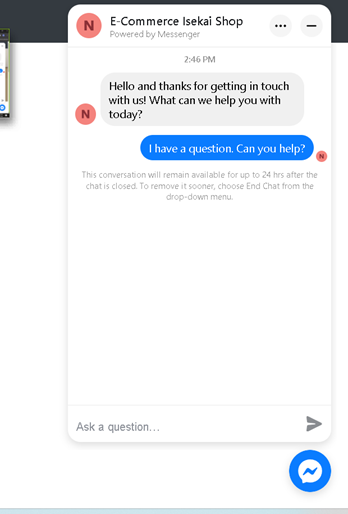 E-Commerce Isekai Shop
Powered by Messenger
2:46 PM
Hello and thanks for getting in touch
with us! What can we help you with
today?
N
N
I have a question. Can you help?
N
This conversation will remain available for up to 24 hrs after the
chat is closed. To remove it sooner, choose End Chat from the
drop-down menu.
Ask a question...